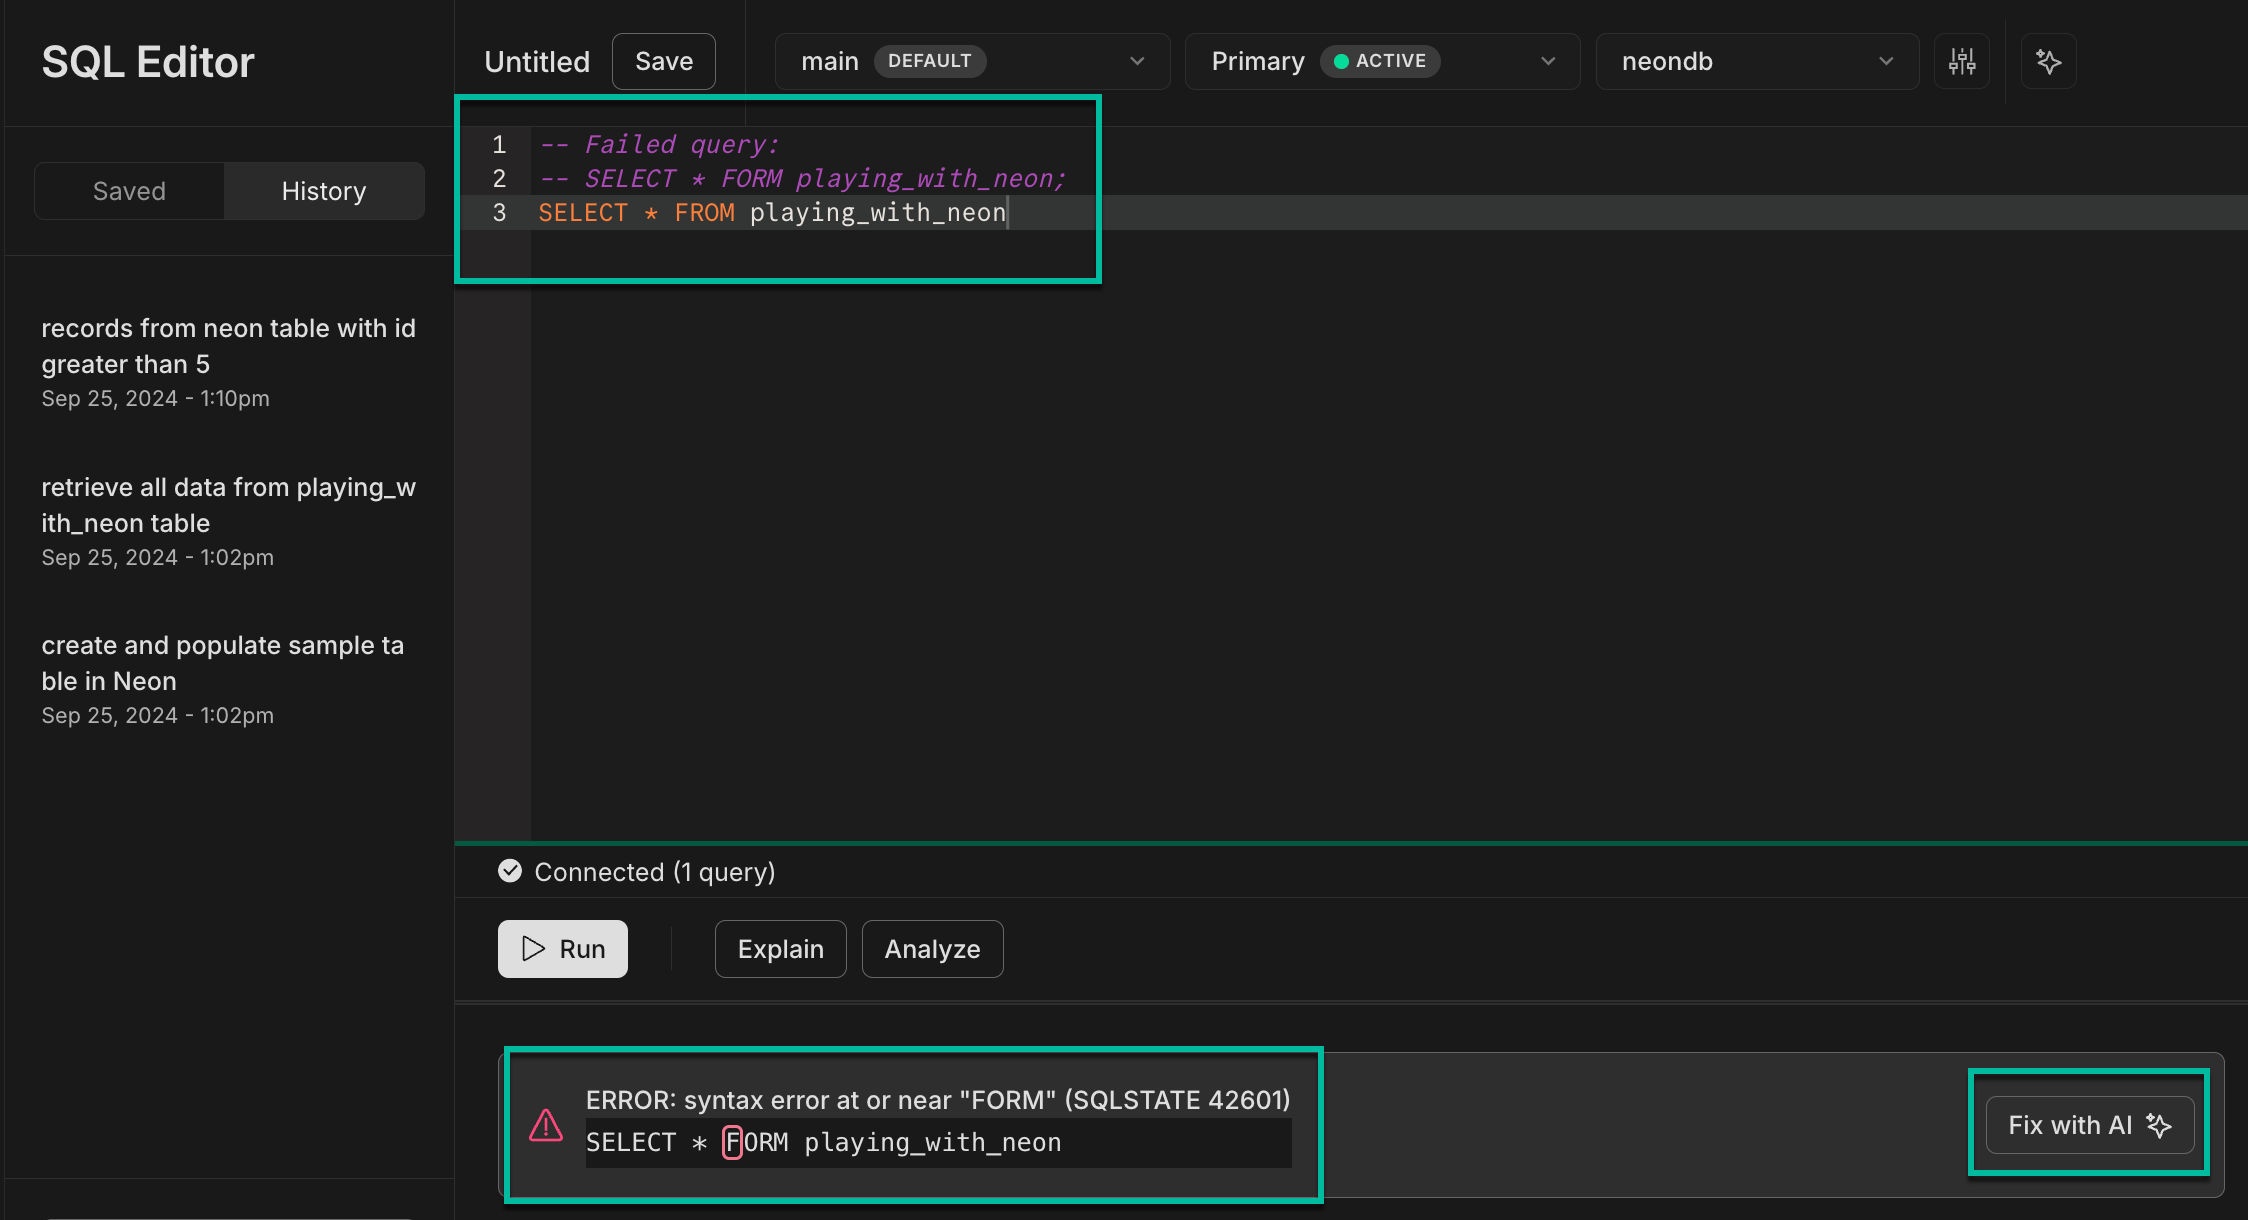 SQL Editor
Untitled
Save
main DEFAULT
Primary ACTIVE
neondb
Saved
History
records from neon table with id
greater than 5
Sep 25, 2024 - 1:10pm
retrieve all data from playing_w
ith_neon table
Sep 25, 2024 - 1:02pm
create and populate sample ta
ble in Neon
Sep 25, 2024 - 1:02pm
1 -- Failed query:
2 -- SELECT * FORM playing_with_neon;
3 SELECT * FROM playing_with_neon
Connected (1 query)
Run
Explain
Analyze
ERROR: syntax error at or near "FORM" (SQLSTATE 42601)
SELECT * FORM playing_with_neon
Fix with AI